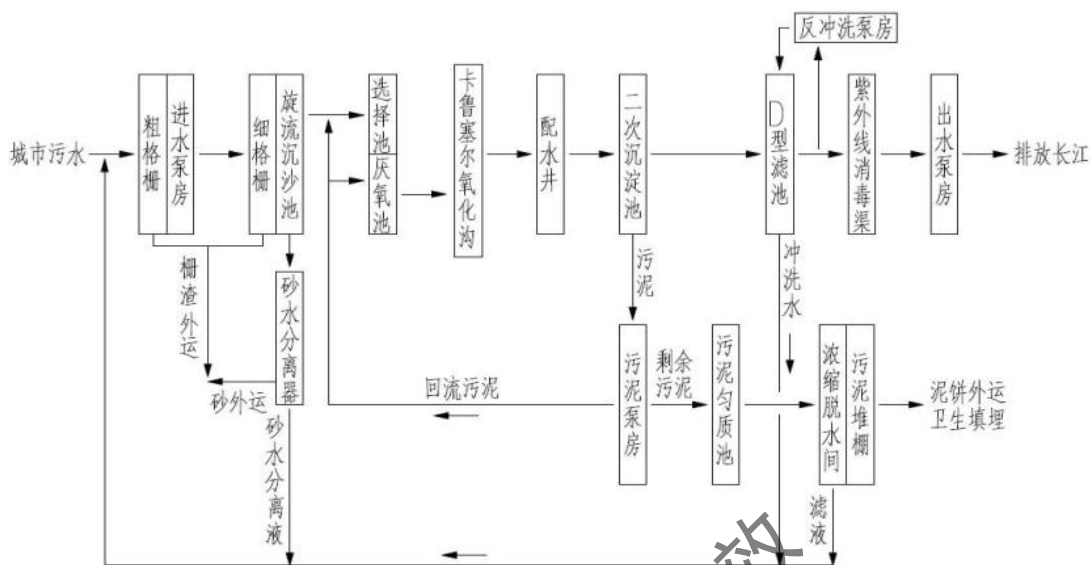 反冲洗泵房
城市污水
粗格栅
进水泵房
细格栅
旋流沉沙池
选择池
厌氧池
卡鲁塞尔氧化沟
配水井
二次沉淀池
D型滤池
紫外线消毒渠
出水泵房
排放长江
栅渣外运
砂水分离器
砂外运
砂水分离液
污泥
冲洗水
回流污泥
污泥泵房
剩余
污泥
污泥匀质池
浓缩脱水间
污泥堆棚
泥饼外运
卫生填埋
滤液
效